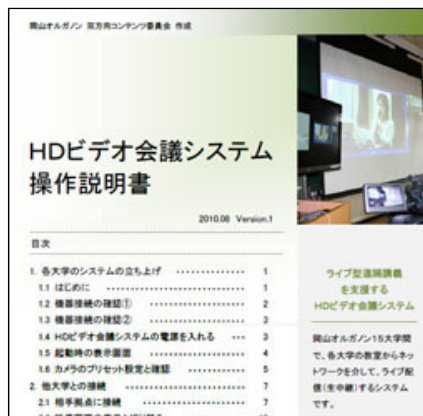 岡山オルガノン 双方向コンテンツ委員会 作成
HDビデオ会議システム
操作説明書
2010.08 Version.1
目次
1. 各大学のシステムの立ち上げ ・・・・・・・・・・・・・・ 1
1.1 はじめに ・・・・・・・・・・・・・・・・・・・・・・・・ 1
1.2 機器接続の確認① ・・・・・・・・・・・・・・・・・・ 2
1.3 機器接続の確認② ・・・・・・・・・・・・・・・・・・ 3
1.4 HDビデオ会議システムの電源を入れる ・・・ 3
1.5 起動時の表示画面 ・・・・・・・・・・・・・・・・・・ 4
1.6 カメラのプリセット設定と確認 ・・・・・・・・・・ 5
2. 他大学との接続 ・・・・・・・・・・・・・・・・・・・・・・ 7
2.1 相手拠点に接続 ・・・・・・・・・・・・・・・・・・・・ 7
ライブ型遠隔講義
を支援する
HDビデオ会議システム
岡山オルガノン15大学間
で、各大学の教室からネッ
トワークを介して、ライブ配
信(生中継)するシステム
です。